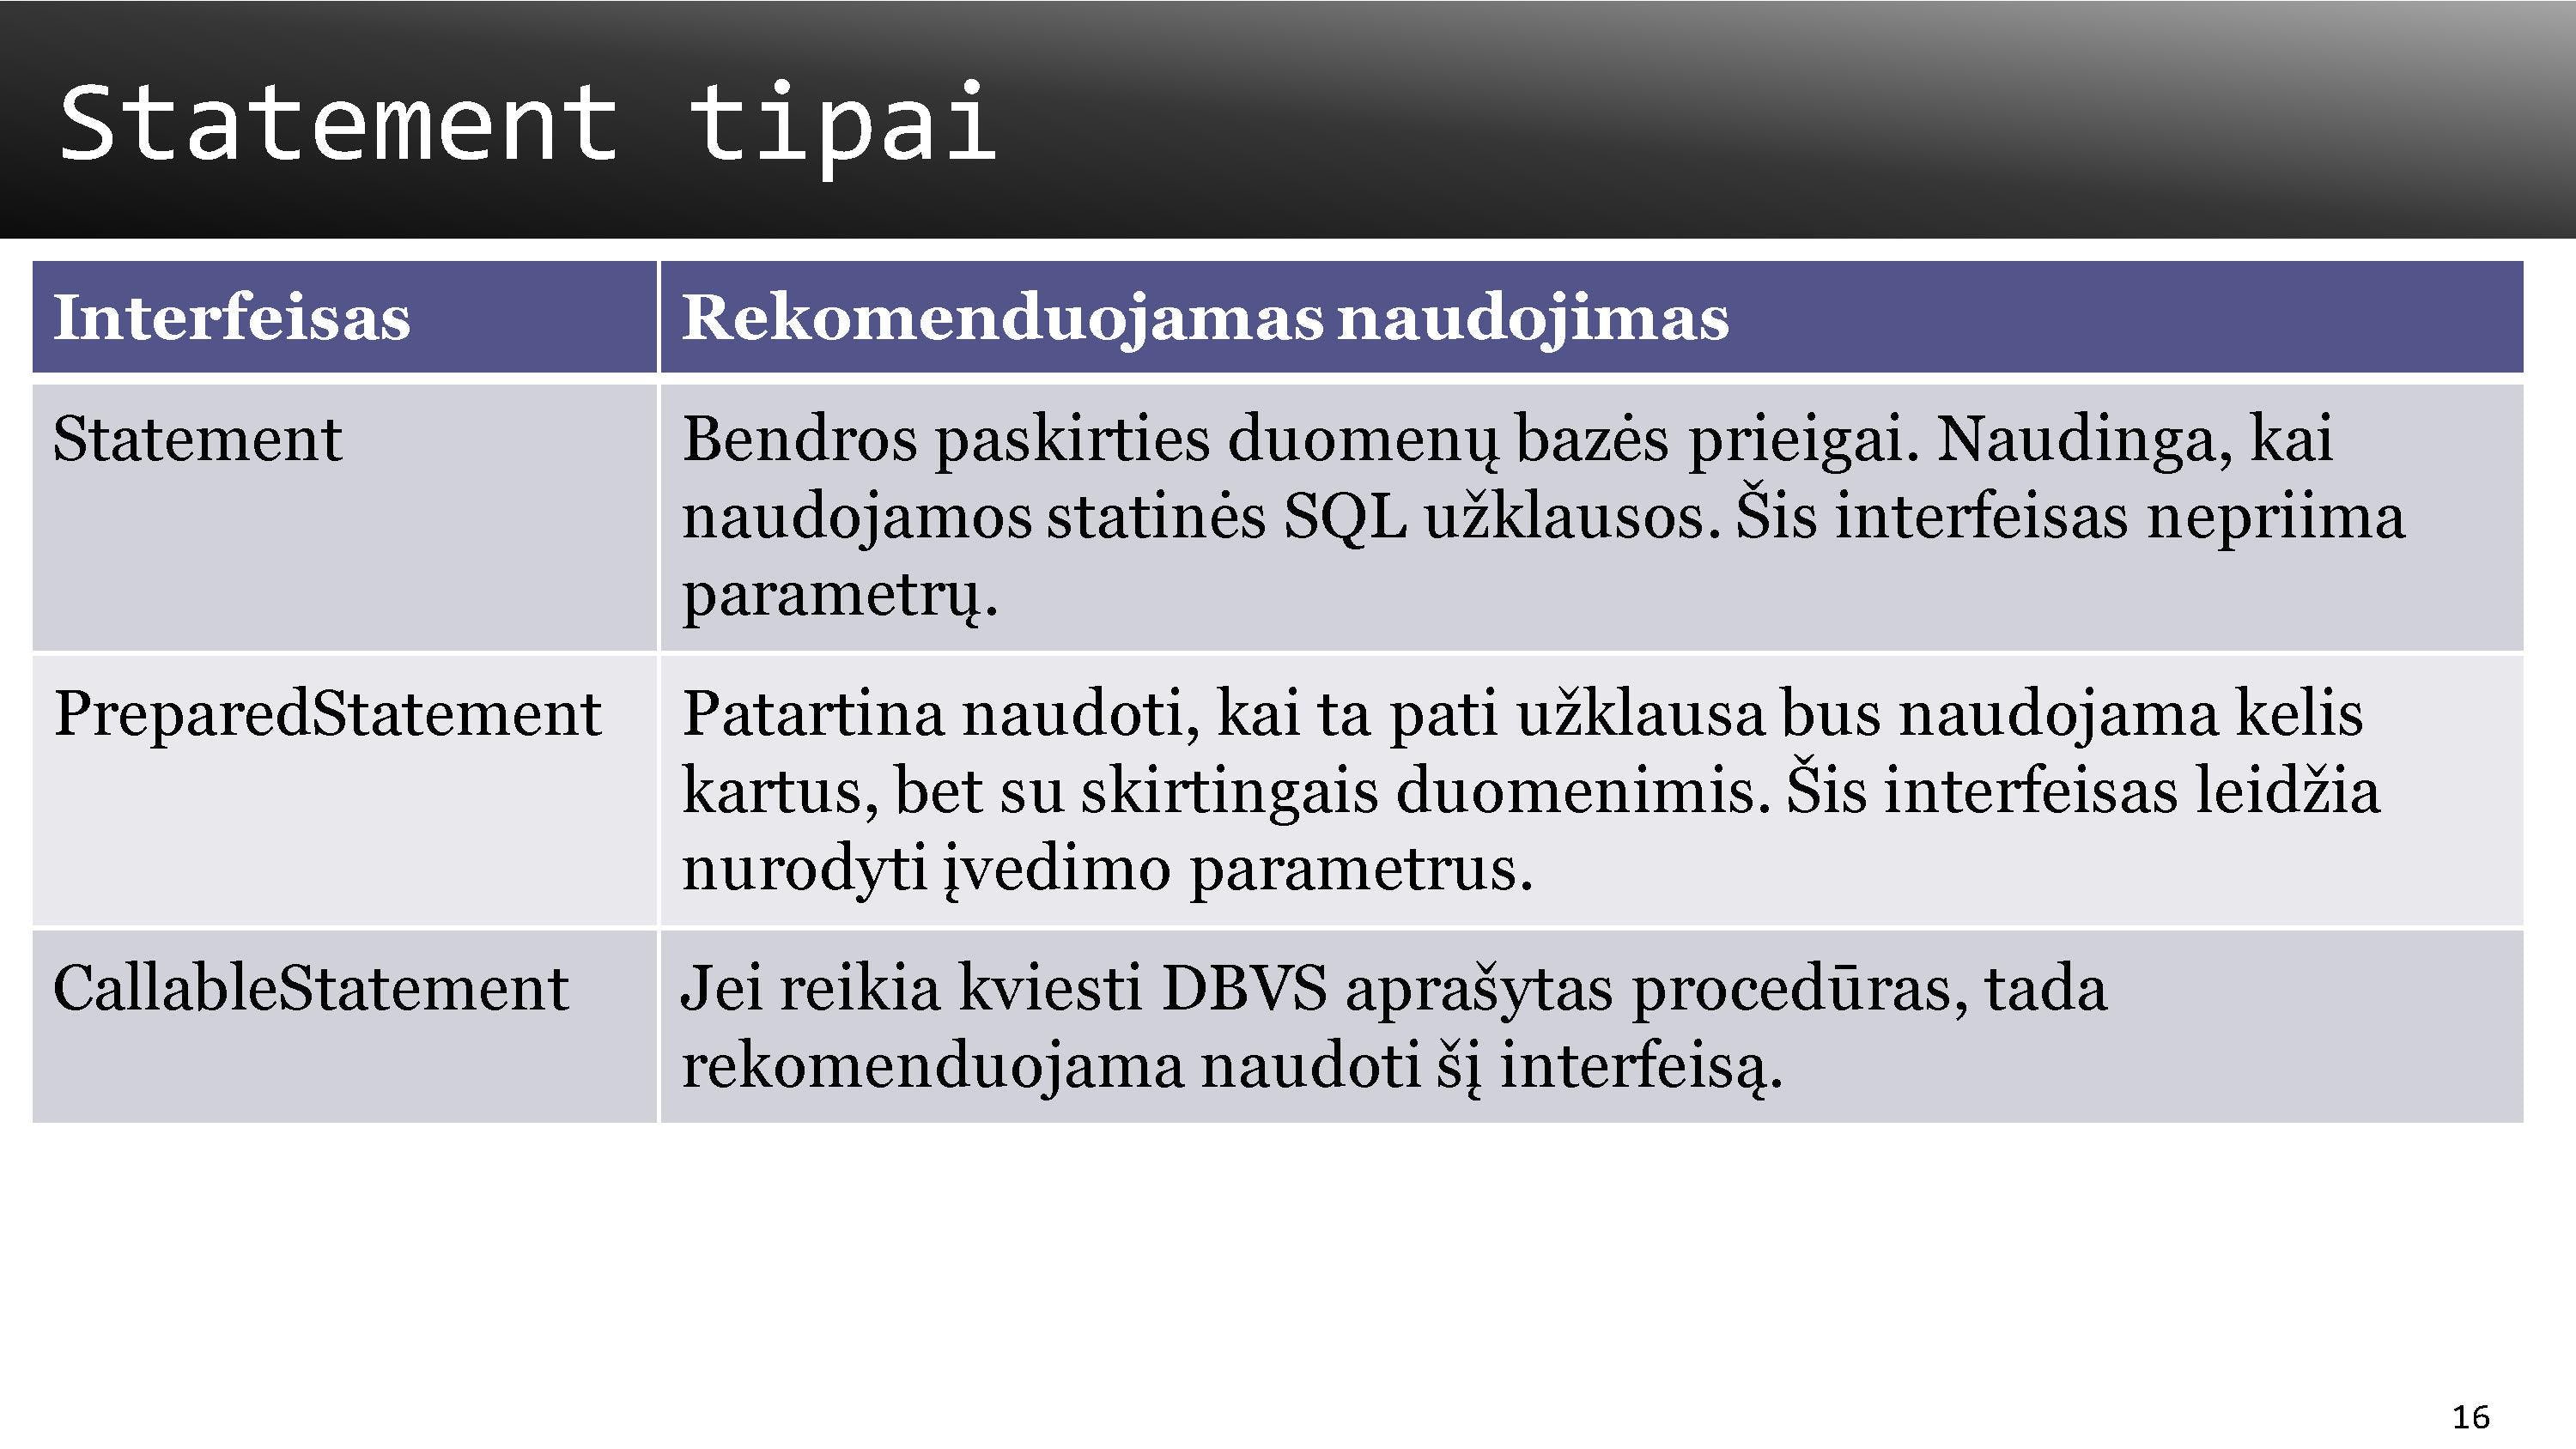 Statement tipai
Interfeisas
Rekomenduojamas naudojimas
Statement
Bendros paskirties duomenų bazės prieigai. Naudinga, kai
naudojamos statinės SQL užklausos. Šis interfeisas nepriima
parametrų.
PreparedStatement
Patartina naudoti, kai ta pati užklausa bus naudojama kelis
kartus, bet su skirtingais duomenimis. Šis interfeisas leidžia
nurodyti įvedimo parametrus.
CallableStatement
Jei reikia kviesti DBVS aprašytas procedūras, tada
rekomenduojama naudoti šį interfeisą.
16